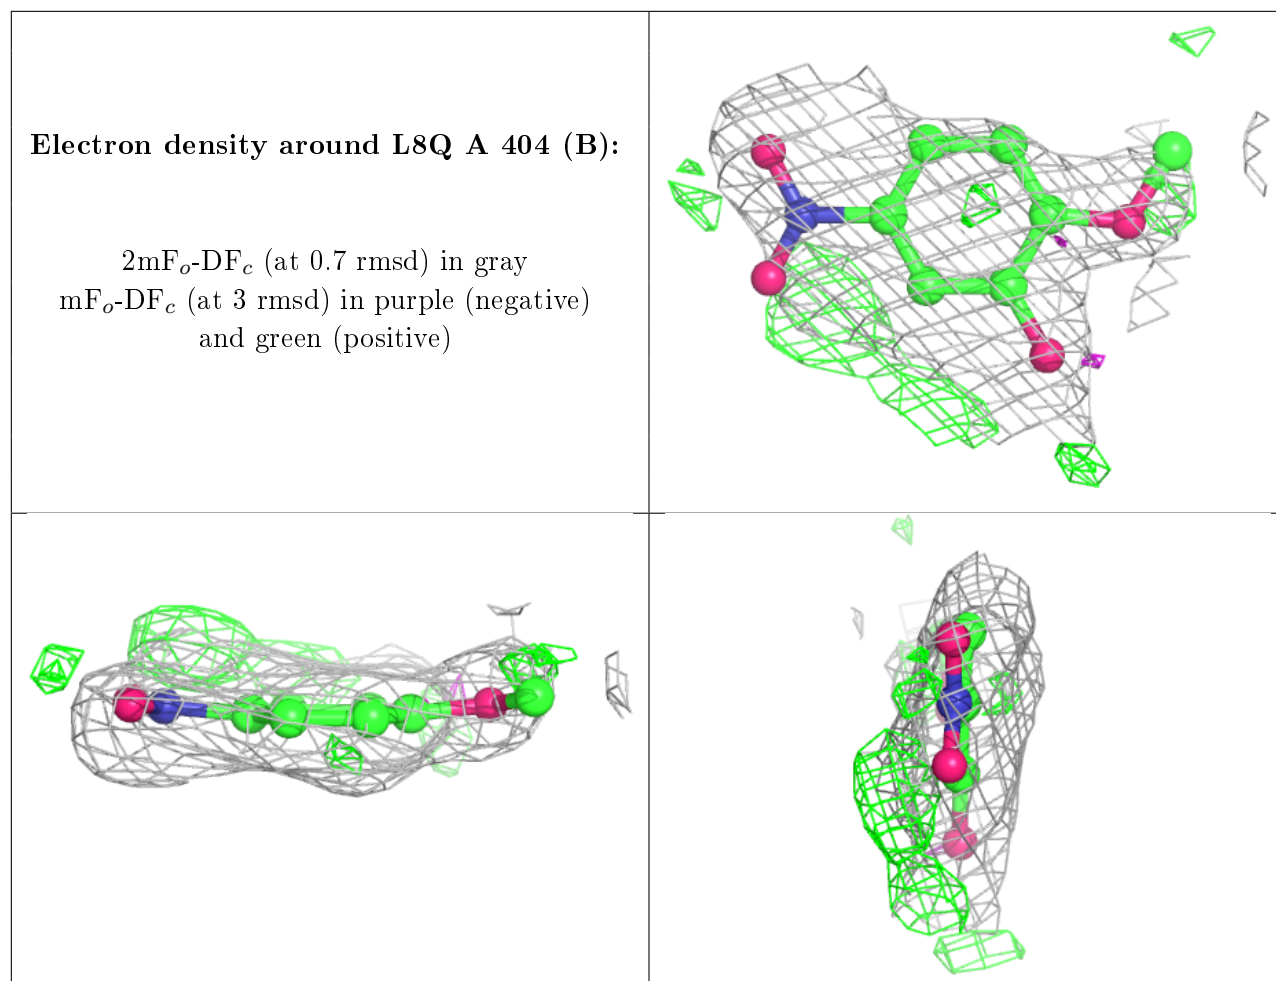 Electron density around L8Q A 404 (B):
2mFₒ-DF𝒸 (at 0.7 rmsd) in gray
mFₒ-DF𝒸 (at 3 rmsd) in purple (negative)
and green (positive)